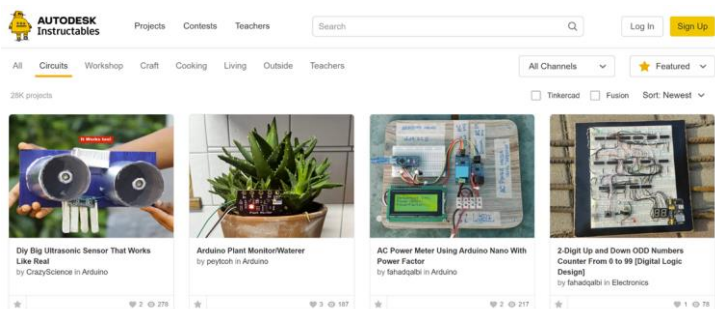 AUTODESK
Instructables
Projects Contests Teachers
Search
Log In
Sign Up
All Circuits Workshop Craft Cooking Living Outside Teachers
All Channels
Featured
28K projects
Tinkercad Fusion Sort: Newest
It Works too!
Diy Big Ultrasonic Sensor That Works
Like Real
by CrazyScience in Arduino
2 276
Arduino Plant Monitor/Waterer
by peytcoh in Arduino
3 187
AC Power Meter Using Arduino Nano With
Power Factor
by fahadqalbi in Arduino
2 217
2-Digit Up and Down ODD Numbers
Counter From 0 to 99 [Digital Logic
Design]
by fahadqalbi in Electronics
1 78